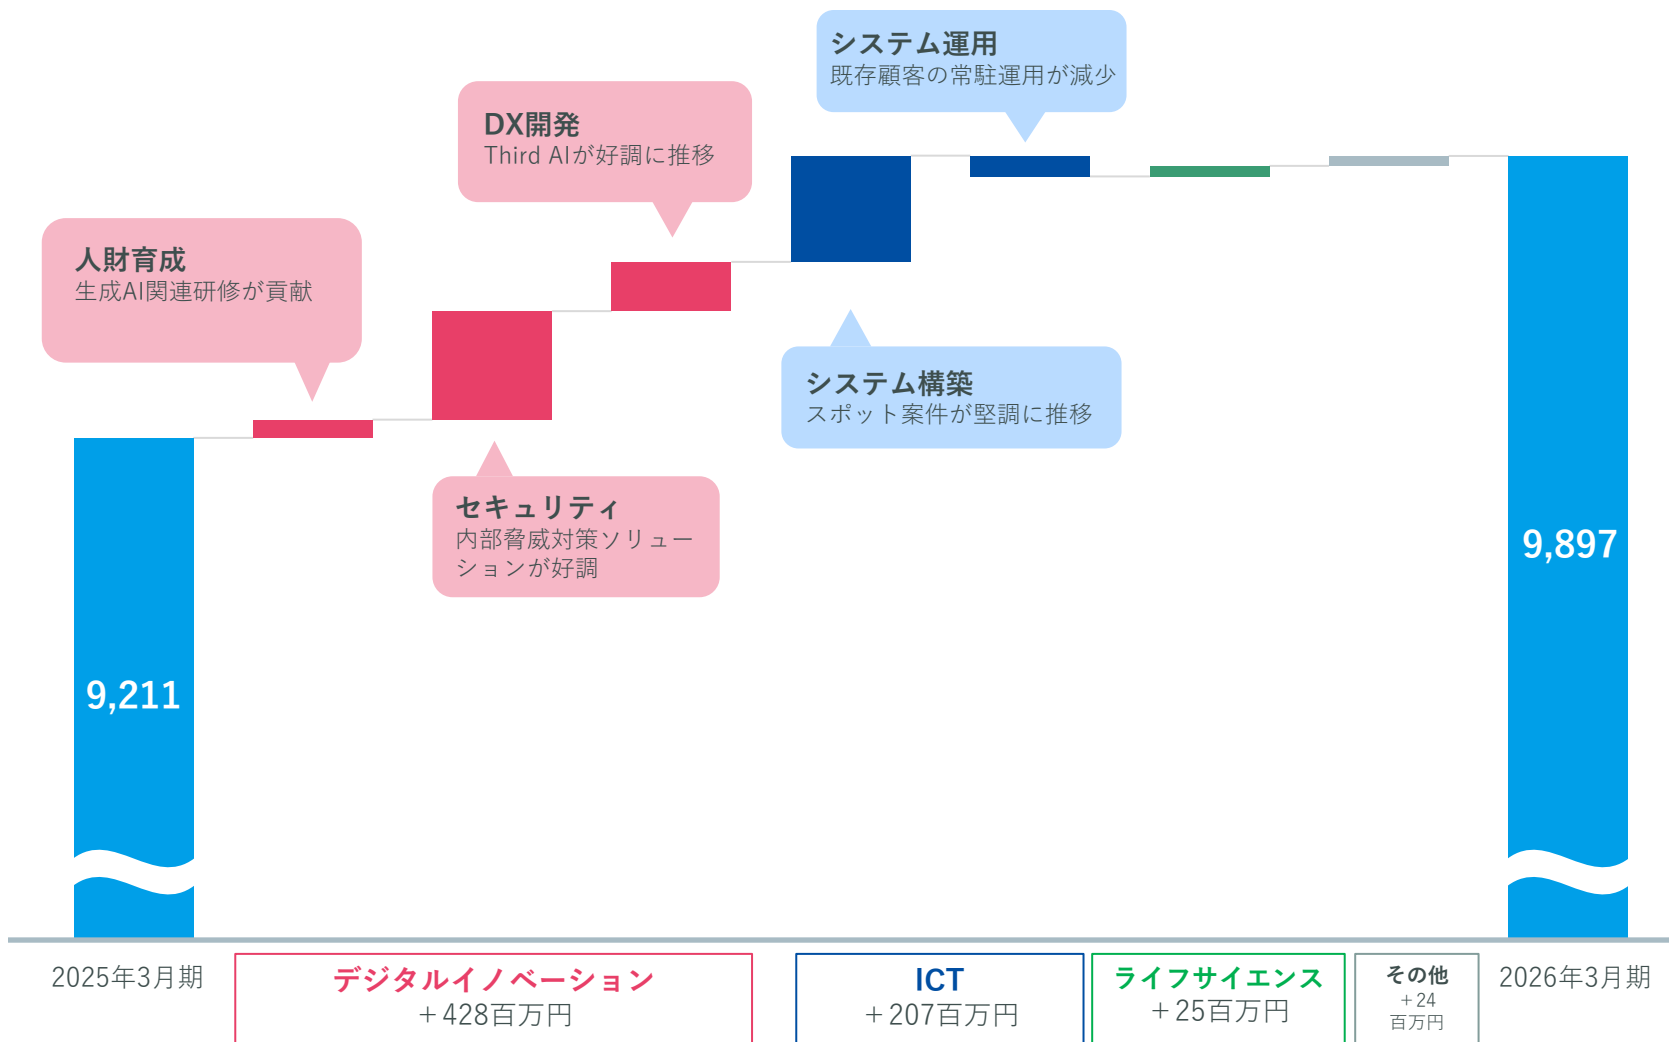 システム運用
既存顧客の常駐運用が減少
DX開発
Third AIが好調に推移
人財育成
生成AI関連研修が貢献
システム構築
スポット案件が堅調に推移
セキュリティ
内部脅威対策ソリュー
ションが好調
9,897
9,211
2025年3月期
デジタルイノベーション
+428百万円
ICT
+207百万円
ライフサイエンス
+25百万円
その他
+24
百万円
2026年3月期